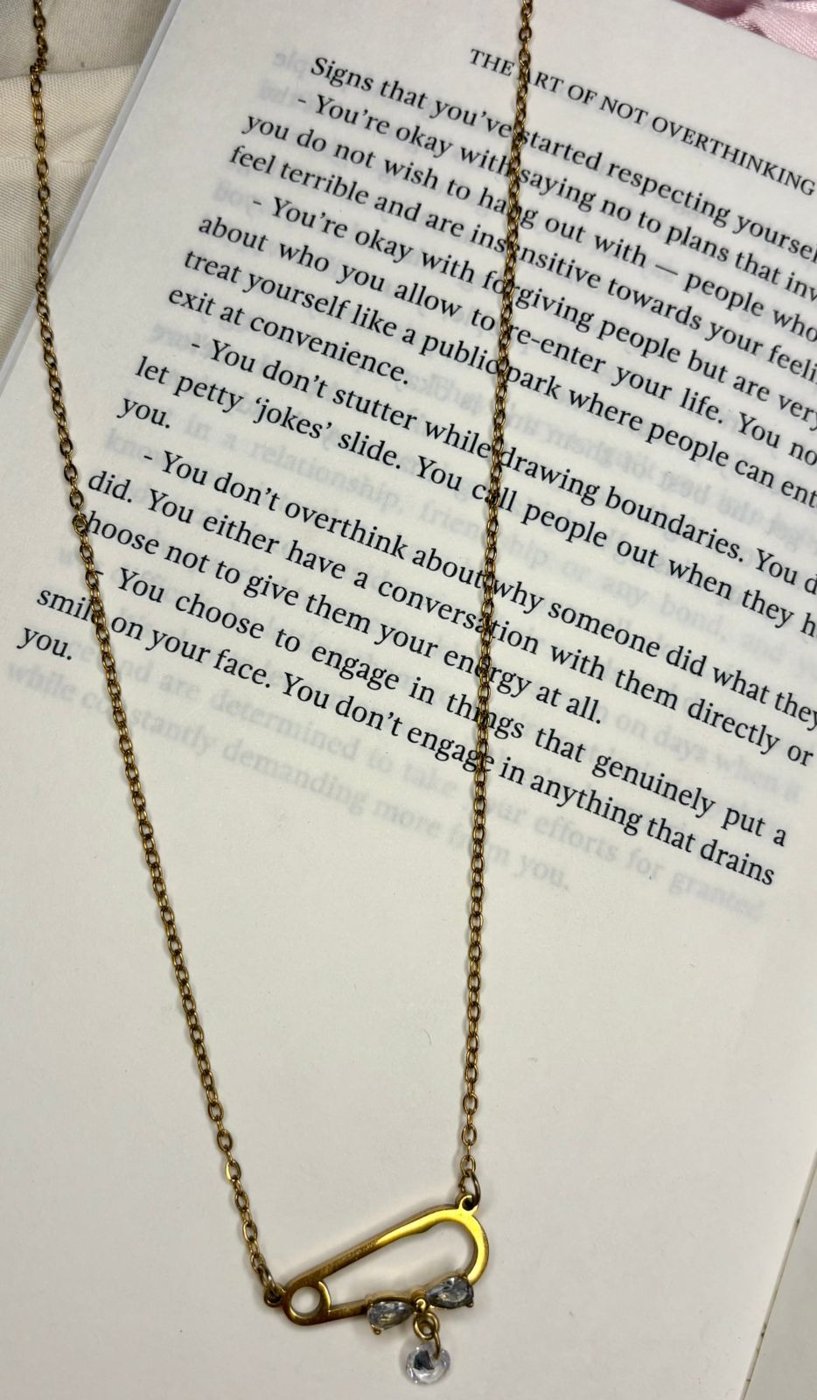 THE ART OF NOT OVERTHINKING
Signs that you've started respecting
- You're okay with saying no to plans that
you do not wish to hang out with — people who
feel terrible and are insensitive towards your
- You're okay with forgiving people but are very
about who you allow to re-enter your life. You
treat yourself like a public park where people can
exit at convenience.
- You don't stutter while drawing boundaries. You
let petty ‘jokes’ slide. You call people out when they
you.
- You don't overthink about why someone did what they
did. You either have a conversation with them directly or
choose not to give them your energy at all.
- You choose to engage in things that genuinely put a
smile on your face. You don't engage in anything that drains
you.